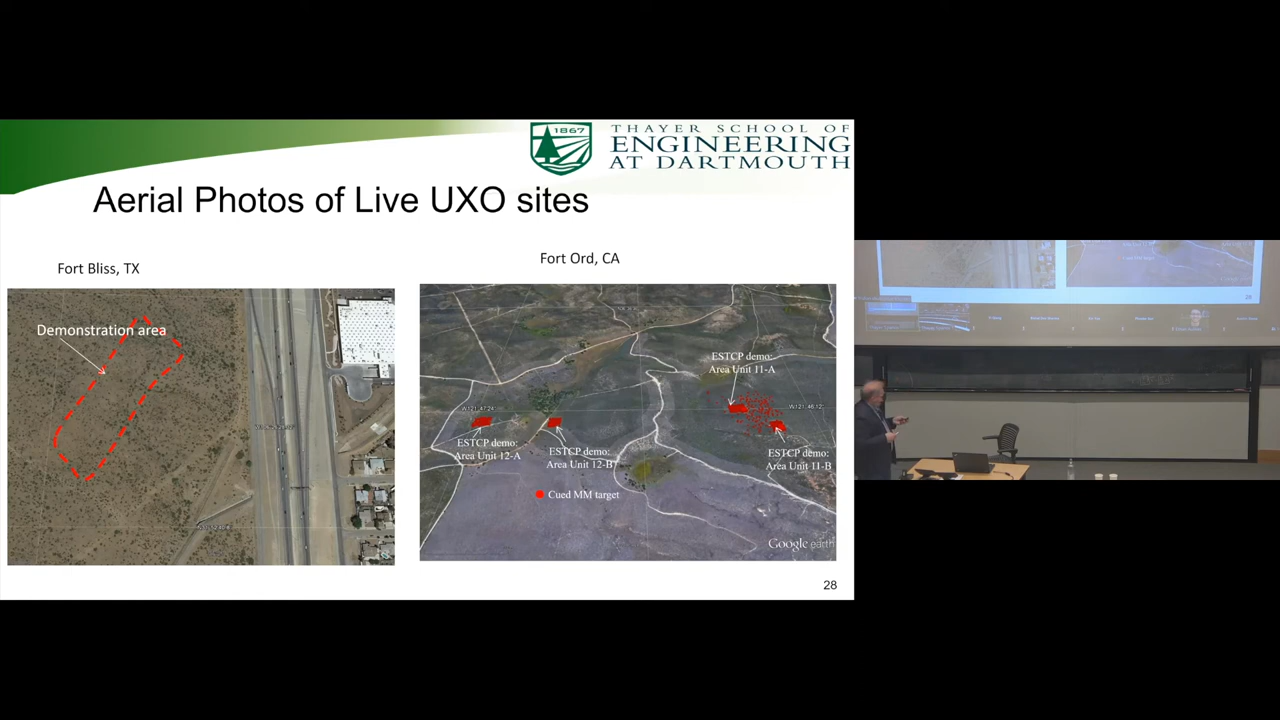 1867
THAYER SCHOOL OF
ENGINEERING
AT DARTMOUTH
Aerial Photos of Live UXO sites
Fort Bliss, TX
Fort Ord, CA
Demonstration area
ESTCP demo:
Area Unit 11-A
ESTCP demo:
Area Unit 12-A
ESTCP demo:
Area Unit 12-B
ESTCP demo:
Area Unit 11-B
Cued MM target
Google earth
28
28